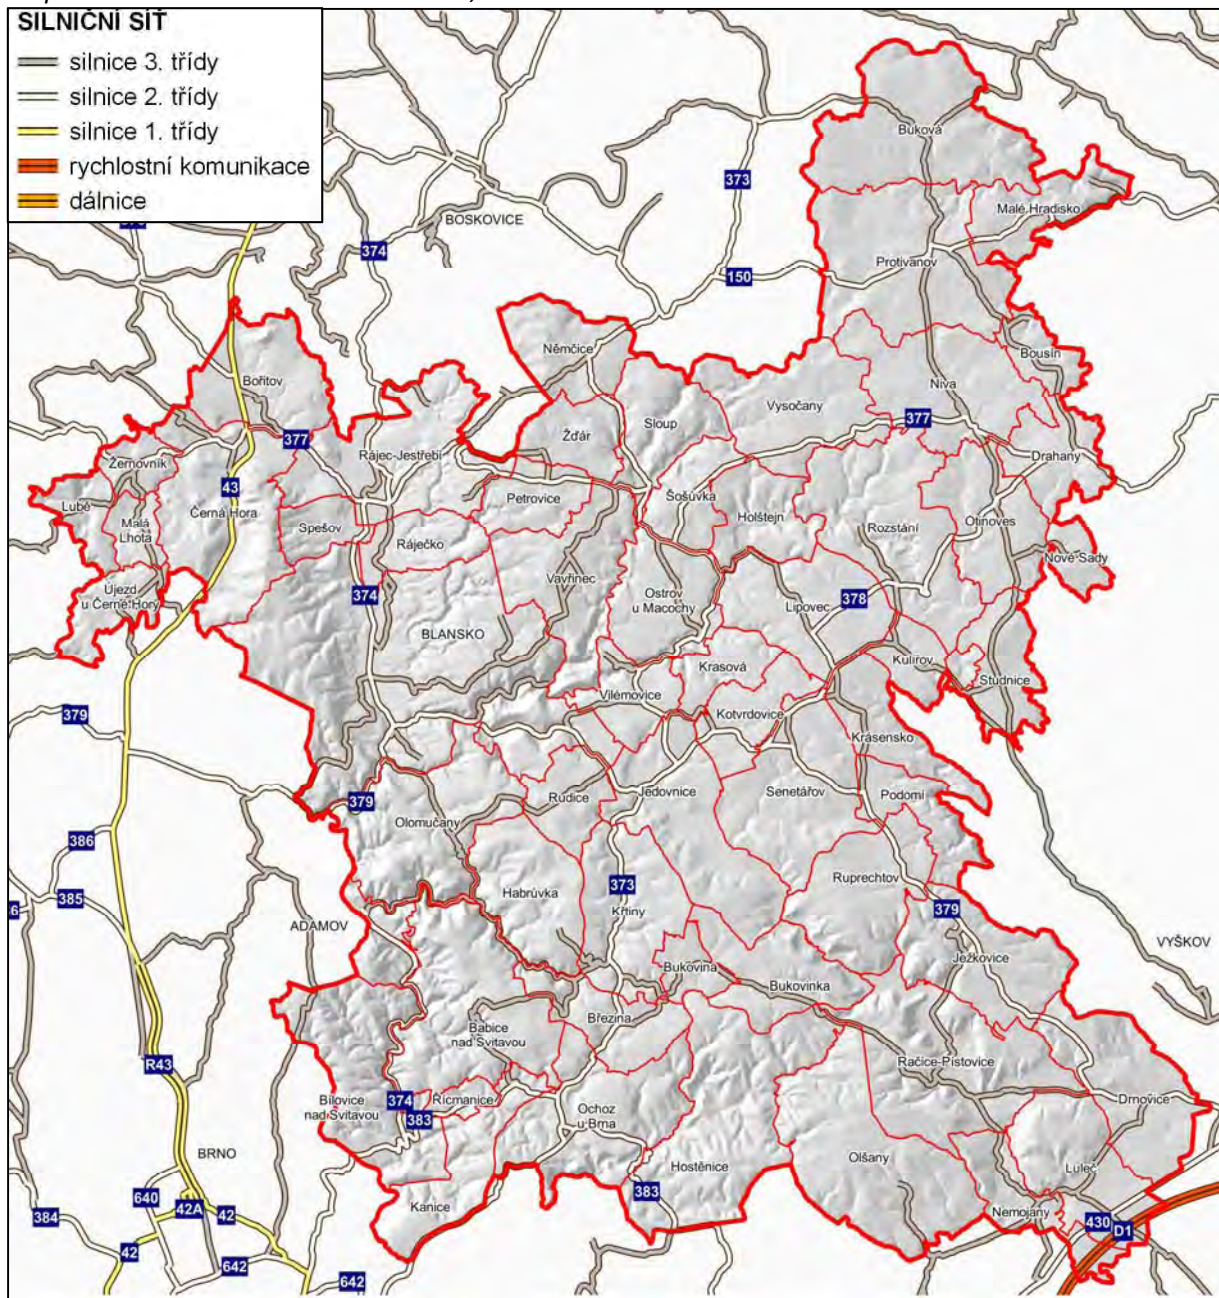 SILNIČNÍ SÍŤ
silnice 3. třídy
silnice 2. třídy
silnice 1. třídy
rychlostní komunikace
dálnice
Buková
373
Malé Hradisko
BOSKOVICE
374
Protivanov
150
Němčice
Bousín
Bořitov
Niva
Vysočany
377
Sloup
377
Žďár
Rájec-Jestřebí
Drahany
Žernovník
43
Petrovice
Šošůvka
Lubě
Černá Hora
Holštejn
Malá
Lhota
Spešov
Rozstání
Otinoves
Ráječko
Nové Sady
Vavřinec
Újezd
u Černé Hory
374
Ostrov
u Macochy
Lipovec
378
BLANSKO
Krasová
Kulířov
Studnice
Vilémovice
379
Kotvrdovice
Krásensko
Rudice
Jedovnice
Senetářov
Podomí
379
Olomučany
386
Ruprechtov
373
Habrůvka
385
6
Křtiny
379
ADAMOV
VYŠKOV
Ježkovice
Bukovina
Bukovinka
Březina
Babice
nad Svitavou
R43
Račice-Pístovice
374
Řícmanice
Bílovice
nad Svitavou
383
Drnovice
Ochoz
u Brna
BRNO
Olšany
Luleč
Hostěnice
640
383
Kanice
42A
42
Nemojany
384
430
D1
42
642
642